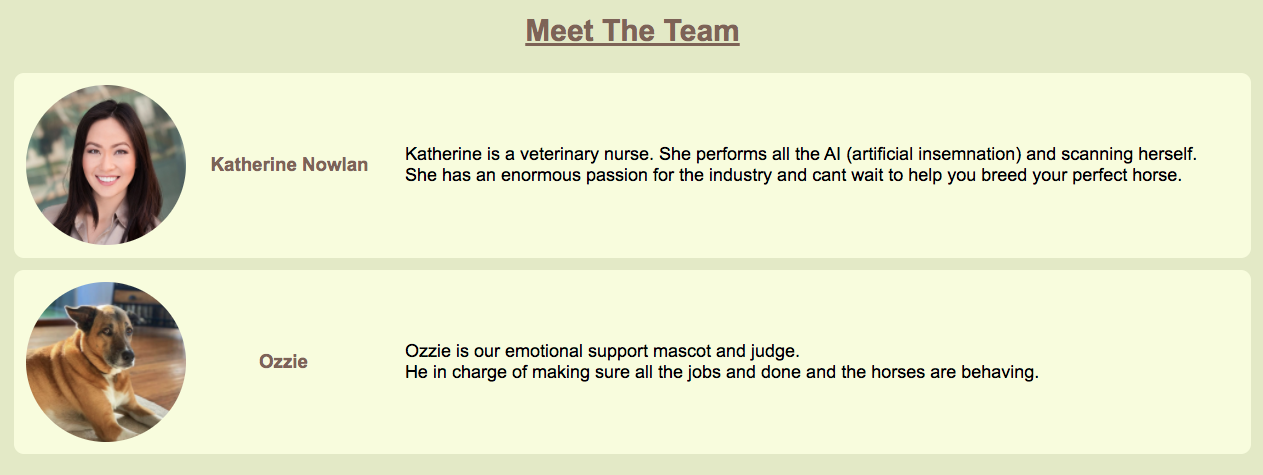 Meet The Team
Katherine Nowlan
Katherine is a veterinary nurse. She performs all the AI (artificial insemnation) and scanning herself.
She has an enormous passion for the industry and cant wait to help you breed your perfect horse.
Ozzie
Ozzie is our emotional support mascot and judge.
He in charge of making sure all the jobs and done and the horses are behaving.